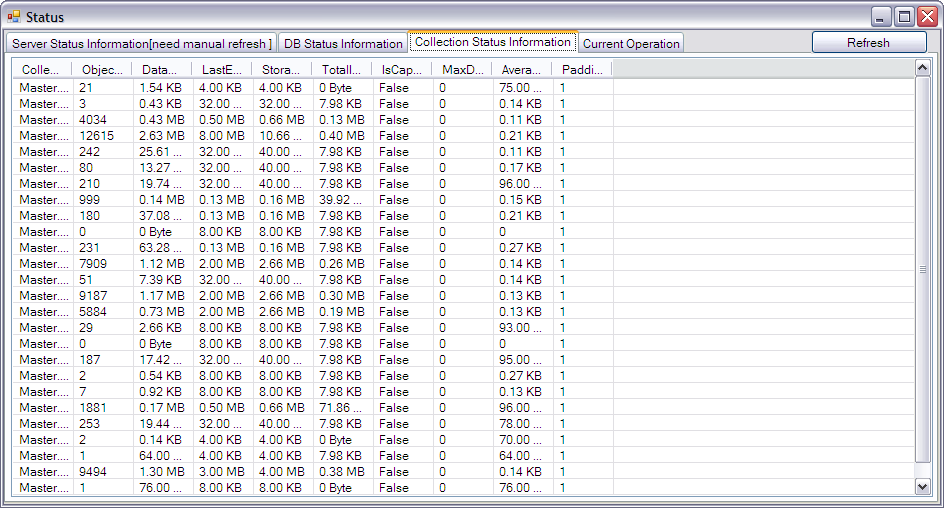 Status
Server Status Information[need manual refresh ] DB Status Information Collection Status Information Current Operation Refresh
Colle... Objec... Data... LastE... Stora... Totall... IsCap... MaxD... Avera... Paddi...
Master.... 21 1.54 KB 4.00 KB 4.00 KB 0 Byte False 0 75.00 ... 1
Master.... 3 0.43 KB 32.00 ... 32.00 ... 7.98 KB False 0 0.14 KB 1
Master.... 4034 0.43 MB 0.50 MB 0.66 MB 0.13 MB False 0 0.11 KB 1
Master.... 12615 2.63 MB 8.00 MB 10.66 ... 0.40 MB False 0 0.21 KB 1
Master.... 242 25.61 ... 32.00 ... 40.00 ... 7.98 KB False 0 0.11 KB 1
Master.... 80 13.27 ... 32.00 ... 40.00 ... 7.98 KB False 0 0.17 KB 1
Master.... 210 19.74 ... 32.00 ... 40.00 ... 7.98 KB False 0 96.00 ... 1
Master.... 999 0.14 MB 0.13 MB 0.16 MB 39.92 ... False 0 0.15 KB 1
Master.... 180 37.08 ... 0.13 MB 0.16 MB 7.98 KB False 0 0.21 KB 1
Master.... 0 0 Byte 8.00 KB 8.00 KB 7.98 KB False 0 0 1
Master.... 231 63.28 ... 0.13 MB 0.16 MB 7.98 KB False 0 0.27 KB 1
Master.... 7909 1.12 MB 2.00 MB 2.66 MB 0.26 MB False 0 0.14 KB 1
Master.... 51 7.39 KB 32.00 ... 40.00 ... 7.98 KB False 0 0.14 KB 1
Master.... 9187 1.17 MB 2.00 MB 2.66 MB 0.30 MB False 0 0.13 KB 1
Master.... 5884 0.73 MB 2.00 MB 2.66 MB 0.19 MB False 0 0.13 KB 1
Master.... 29 2.66 KB 8.00 KB 8.00 KB 7.98 KB False 0 93.00 ... 1
Master.... 0 0 Byte 8.00 KB 8.00 KB 7.98 KB False 0 0 1
Master.... 187 17.42 ... 32.00 ... 40.00 ... 7.98 KB False 0 95.00 ... 1
Master.... 2 0.54 KB 8.00 KB 8.00 KB 7.98 KB False 0 0.27 KB 1
Master.... 7 0.92 KB 8.00 KB 8.00 KB 7.98 KB False 0 0.13 KB 1
Master.... 1881 0.17 MB 0.50 MB 0.66 MB 71.86 ... False 0 96.00 ... 1
Master.... 253 19.44 ... 32.00 ... 40.00 ... 7.98 KB False 0 78.00 ... 1
Master.... 2 0.14 KB 4.00 KB 4.00 KB 0 Byte False 0 70.00 ... 1
Master.... 1 64.00 ... 4.00 KB 4.00 KB 7.98 KB False 0 64.00 ... 1
Master.... 9494 1.30 MB 3.00 MB 4.00 MB 0.38 MB False 0 0.14 KB 1
Master.... 1 76.00 ... 8.00 KB 8.00 KB 0 Byte False 0 76.00 ... 1